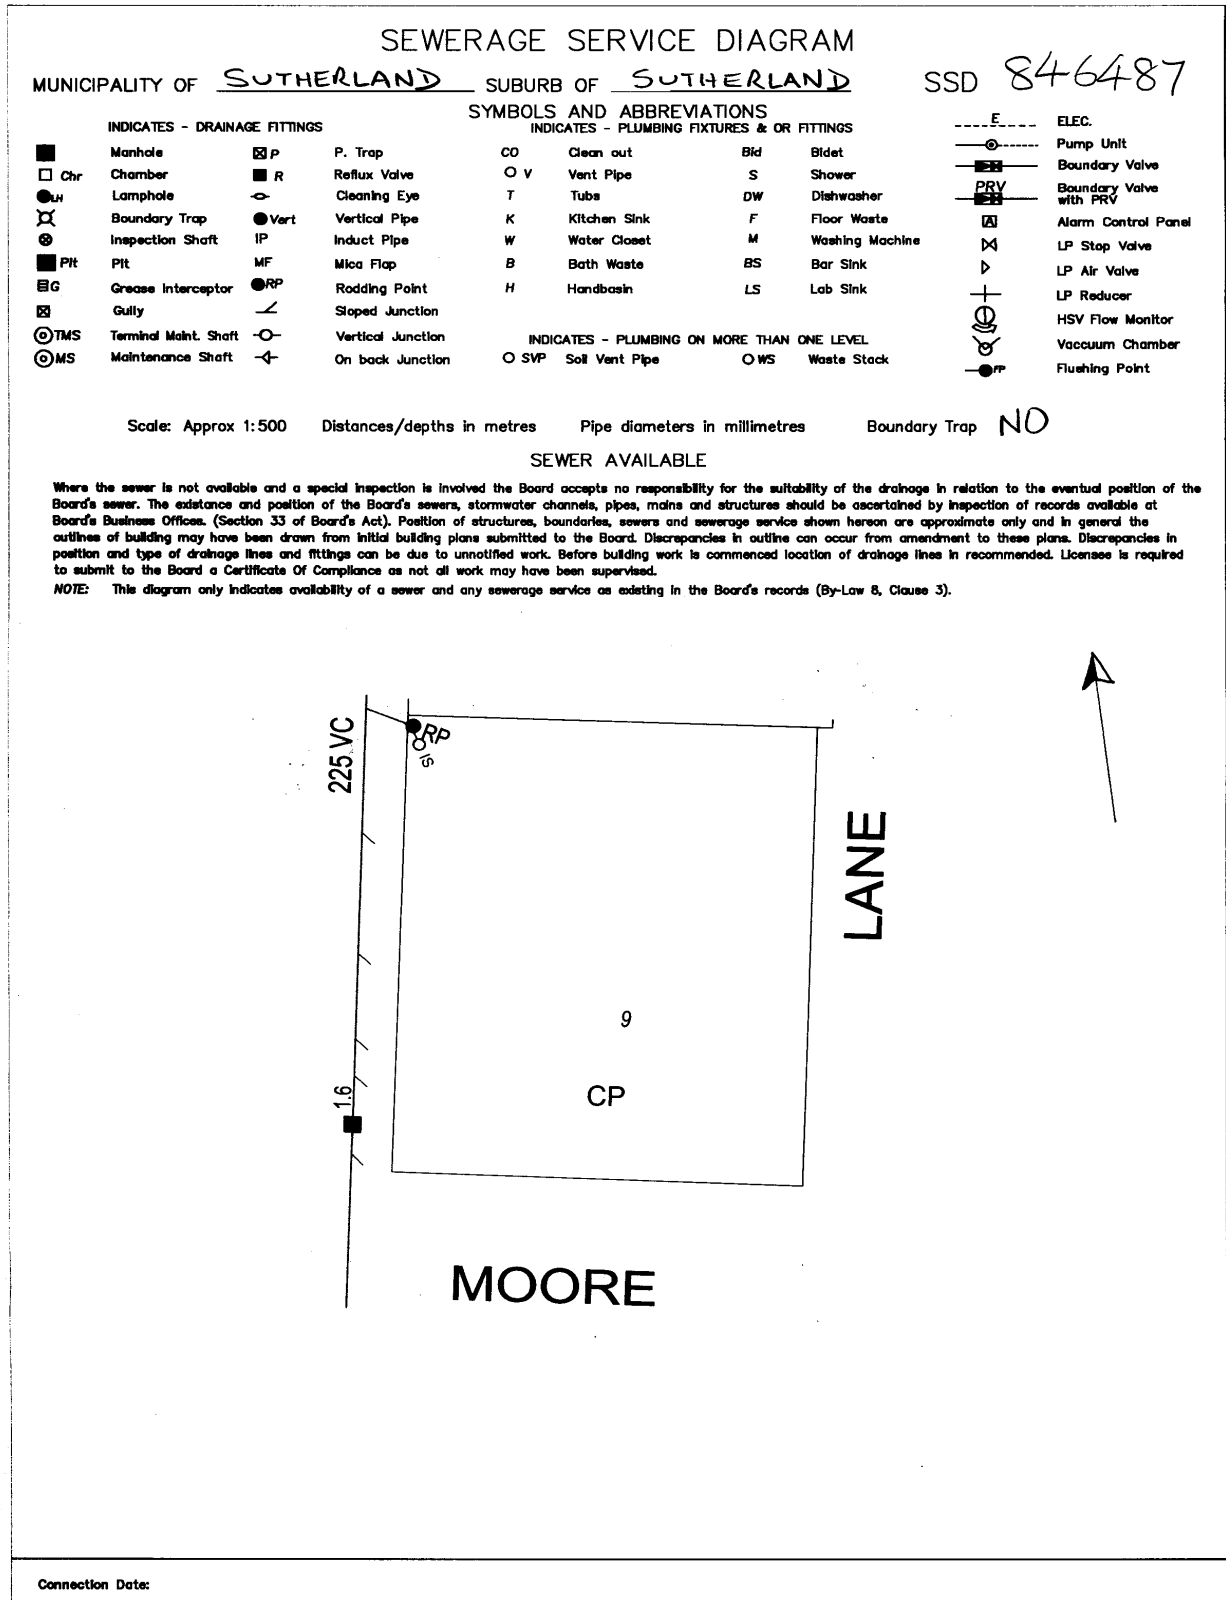 SEWERAGE SERVICE DIAGRAM
MUNICIPALITY OF SUTHERLAND SUBURB OF SUTHERLAND SSD 846487
SYMBOLS AND ABBREVIATIONS
INDICATES - DRAINAGE FITTINGS
INDICATES - PLUMBING FIXTURES & OR FITTINGS
Manhole
Chr Chamber
LH Lamphole
Boundary Trap
Inspection Shaft
Pit Pit
G Grease Interceptor
Gully
TMS Terminal Maint. Shaft
MS Maintenance Shaft
P P. Trap
R Reflux Valve
Cleaning Eye
Vert Vertical Pipe
IP Induct Pipe
MF Mica Flap
RP Rodding Point
Sloped Junction
Vertical Junction
On back Junction
CO Clean out
V Vent Pipe
T Tubs
K Kitchen Sink
W Water Closet
B Bath Waste
H Handbasin
Bid Bidet
S Shower
DW Dishwasher
F Floor Waste
M Washing Machine
BS Bar Sink
LS Lab Sink
INDICATES - PLUMBING ON MORE THAN ONE LEVEL
SVP Soil Vent Pipe
WS Waste Stack
E ELEC.
Pump Unit
Boundary Valve
PRV Boundary Valve
with PRV
A Alarm Control Panel
LP Stop Valve
LP Air Valve
LP Reducer
HSV Flow Monitor
Vaccuum Chamber
FP Flushing Point
Scale: Approx 1:500 Distances/depths in metres Pipe diameters in millimetres Boundary Trap NO
SEWER AVAILABLE
Where the sewer is not available and a special inspection is involved the Board accepts no responsibility for the suitability of the drainage in relation to the eventual position of the
Board's sewer. The existance and position of the Board's sewers, stormwater channels, pipes, mains and structures should be ascertained by inspection of records available at
Board's Business Offices. (Section 33 of Board's Act). Position of structures, boundaries, sewers and sewerage service shown hereon are approximate only and in general the
outlines of building may have been drawn from initial building plans submitted to the Board. Discrepancies in outline can occur from amendment to these plans. Discrepancies in
position and type of drainage lines and fittings can be due to unnotified work. Before building work is commenced location of drainage lines in recommended. Licensee is required
to submit to the Board a Certificate Of Compliance as not all work may have been supervised.
NOTE: This diagram only indicates availability of a sewer and any sewerage service as existing in the Board's records (By-Law 8, Clause 3).
225 VC
RP
IS
LANE
9
CP
1.6
MOORE
Connection Date: